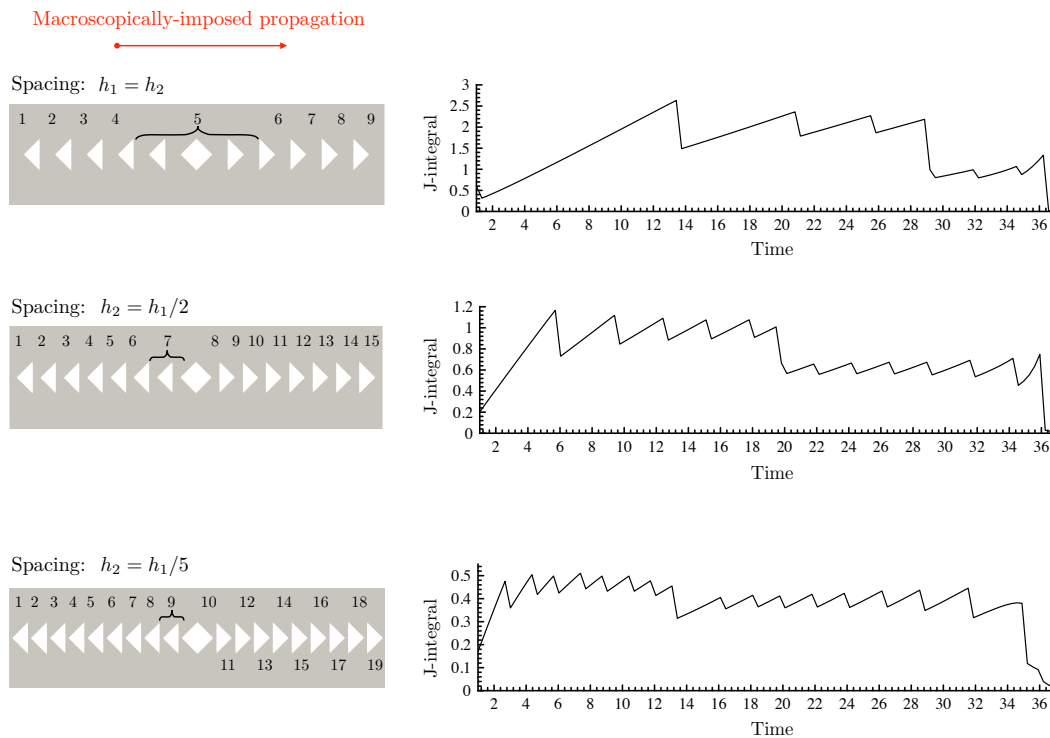 Macroscopically-imposed propagation
Spacing: h₁ = h₂
1 2 3 4 5 6 7 8 9
J-integral
3
2.5
2
1.5
1
0.5
0
2 4 6 8 10 12 14 16 18 20 22 24 26 28 30 32 34 36
Time
Spacing: h₂ = h₁/2
1 2 3 4 5 6 7 8 9 10 11 12 13 14 15
J-integral
1.2
1
0.8
0.6
0.4
0.2
0
2 4 6 8 10 12 14 16 18 20 22 24 26 28 30 32 34 36
Time
Spacing: h₂ = h₁/5
1 2 3 4 5 6 7 8 9 10 12 14 16 18
11 13 15 17 19
J-integral
0.5
0.4
0.3
0.2
0.1
0
2 4 6 8 10 12 14 16 18 20 22 24 26 28 30 32 34 36
Time